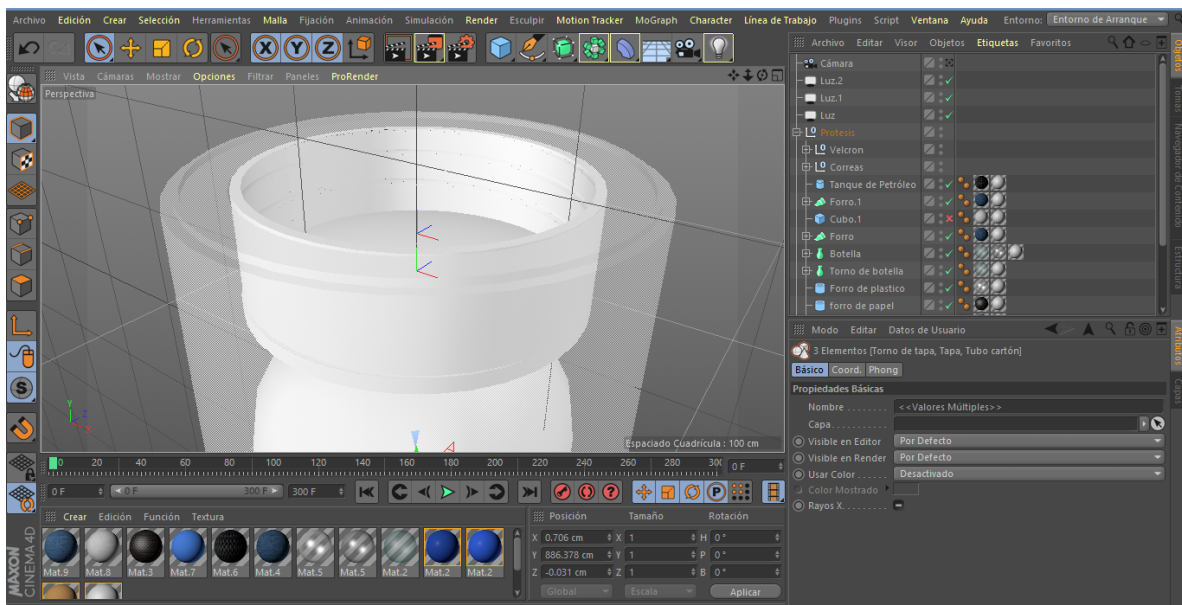 Archivo Edición Crear Selección Herramientas Malla Fijación Animación Simulación Render Esculpir Motion Tracker MoGraph Character Línea de Trabajo Plugins Script Ventana Ayuda Entorno: Entorno de Arranque
X Y Z
Archivo Editar Visor Objetos Etiquetas Favoritos
Vista Cámaras Mostrar Opciones Filtrar Paneles ProRender
Perspectiva
Cámara
Luz.2
Luz.1
Luz
Protesis
Velcron
Correas
Tanque de Petróleo
Forro.1
Cubo.1
Forro
Botella
Torno de botella
Forro de plastico
forro de papel
Objetos
Tomas
Navegador de Contenido
Estructura
Modo Editar Datos de Usuario
3 Elementos [Torno de tapa, Tapa, Tubo cartón]
Básico Coord. Phong
Propiedades Básicas
Nombre <<Valores Múltiples>>
Capa
Visible en Editor Por Defecto
Visible en Render Por Defecto
Usar Color Desactivado
Color Mostrado
Rayos X
Atributos
Capas
Y
Z
X
Espaciado Cuadrícula : 100 cm
0 20 40 60 80 100 120 140 160 180 200 220 240 260 280 300 0 F
0 F 0 F 300 F 300 F
Crear Edición Función Textura
Mat.9 Mat.8 Mat.3 Mat.7 Mat.6 Mat.4 Mat.5 Mat.5 Mat.2 Mat.2 Mat.2
Posición Tamaño Rotación
X 0.706 cm X 1 H 0°
Y 886.378 cm Y 1 P 0°
Z -0.031 cm Z 1 B 0°
Global Escala Aplicar
MAXON
CINEMA 4D